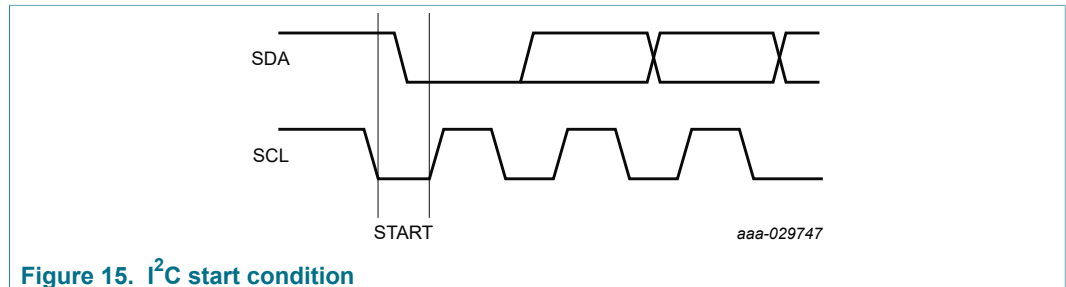 SDA
SCL
START
aaa-029747
Figure 15. I²C start condition